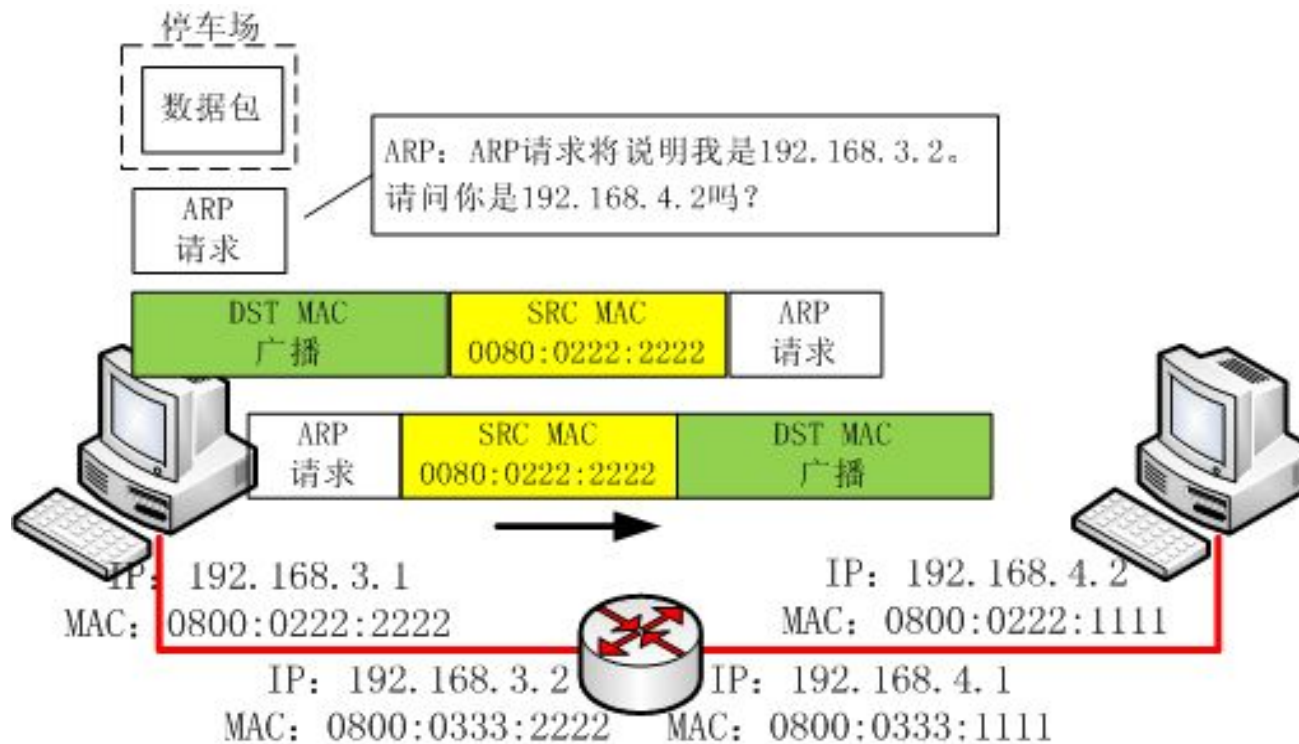 停车场
数据包
ARP：ARP请求将说明我是192.168.3.2。
请问你是192.168.4.2吗？
ARP
请求
DST MAC
广播
SRC MAC
0080:0222:2222
ARP
请求
ARP
请求
SRC MAC
0080:0222:2222
DST MAC
广播
IP：192.168.3.1
MAC：0800:0222:2222
IP：192.168.4.2
MAC：0800:0222:1111
IP：192.168.3.2
MAC：0800:0333:2222
IP：192.168.4.1
MAC：0800:0333:1111